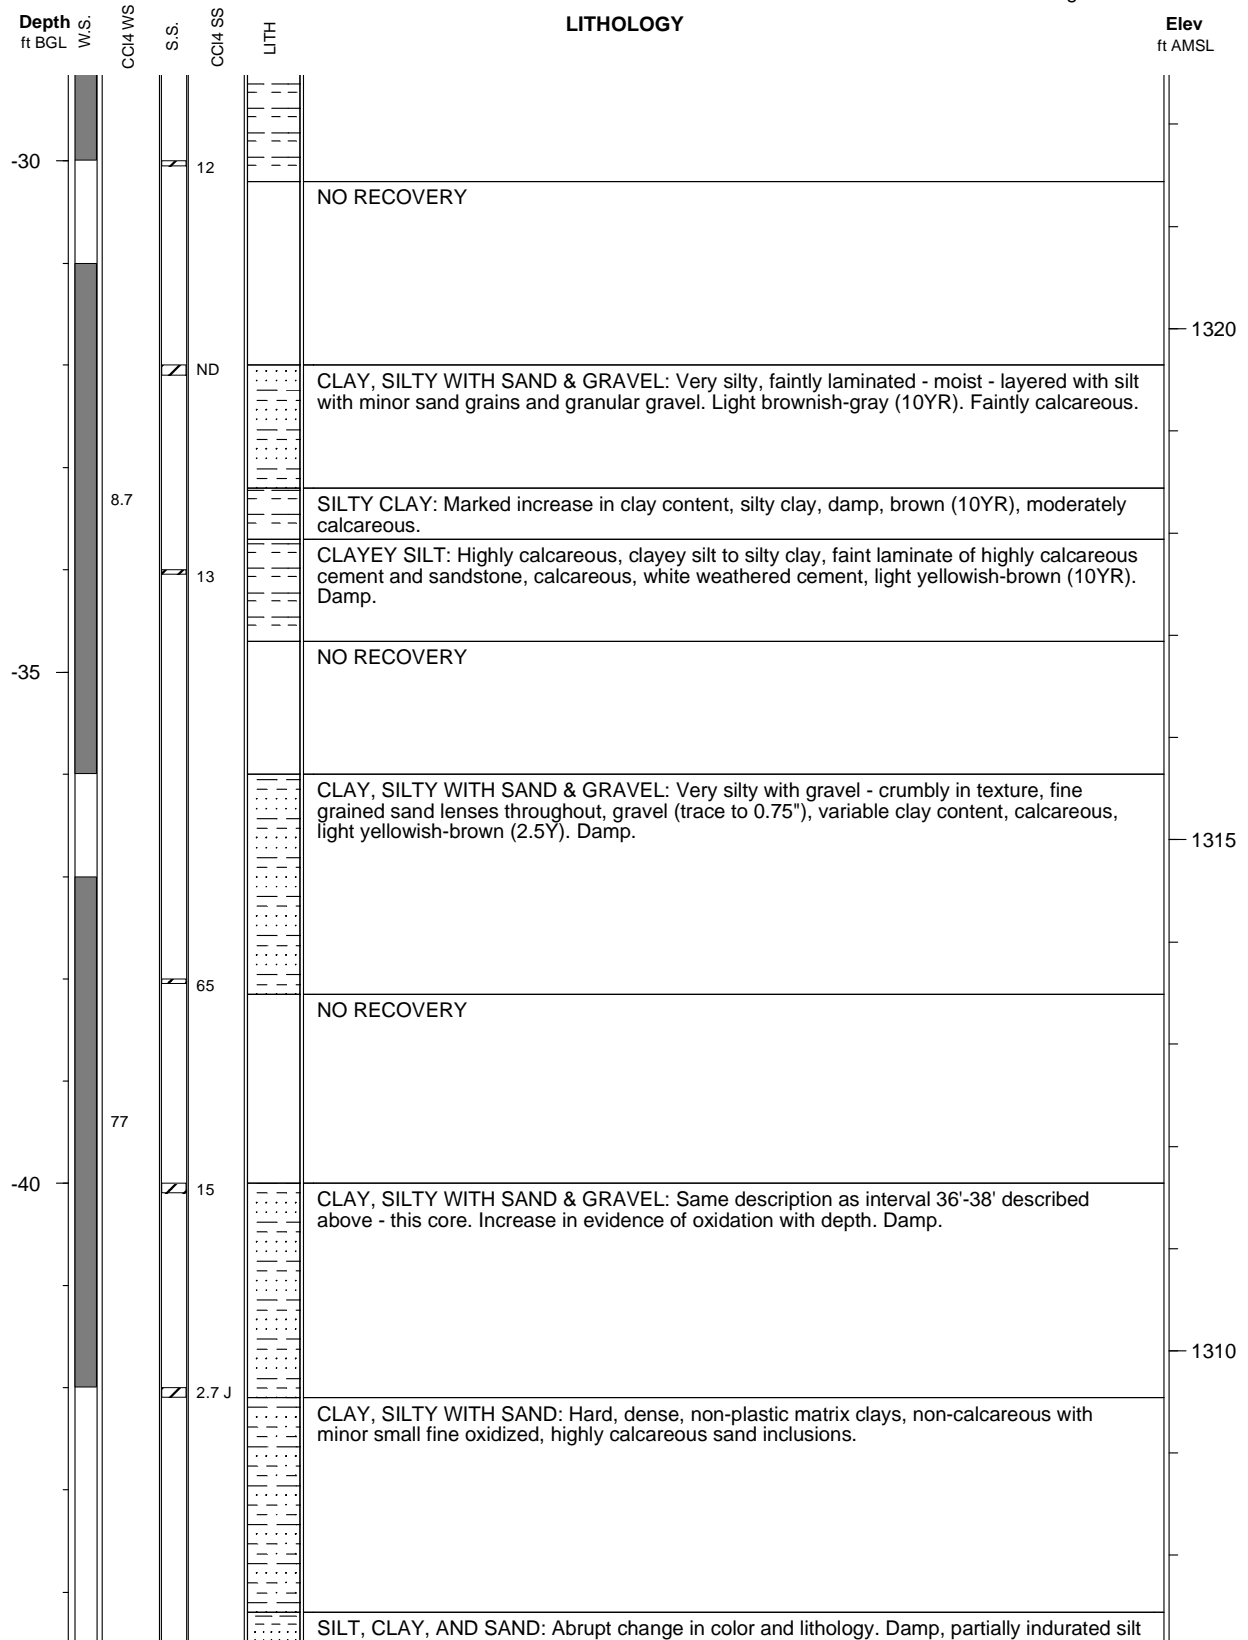 Depth
ft BGL
W.S.
CCl4 WS
S.S.
CCl4 SS
LITH
LITHOLOGY
Elev
ft AMSL
-30
12
NO RECOVERY
1320
ND
CLAY, SILTY WITH SAND & GRAVEL: Very silty, faintly laminated - moist - layered with silt
with minor sand grains and granular gravel. Light brownish-gray (10YR). Faintly calcareous.
8.7
SILTY CLAY: Marked increase in clay content, silty clay, damp, brown (10YR), moderately
calcareous.
CLAYEY SILT: Highly calcareous, clayey silt to silty clay, faint laminate of highly calcareous
13
cement and sandstone, calcareous, white weathered cement, light yellowish-brown (10YR).
Damp.
NO RECOVERY
-35
CLAY, SILTY WITH SAND & GRAVEL: Very silty with gravel - crumbly in texture, fine
grained sand lenses throughout, gravel (trace to 0.75"), variable clay content, calcareous,
light yellowish-brown (2.5Y). Damp.
1315
65
NO RECOVERY
77
-40
15
CLAY, SILTY WITH SAND & GRAVEL: Same description as interval 36'-38' described
above - this core. Increase in evidence of oxidation with depth. Damp.
1310
2.7 J
CLAY, SILTY WITH SAND: Hard, dense, non-plastic matrix clays, non-calcareous with
minor small fine oxidized, highly calcareous sand inclusions.
SILT, CLAY, AND SAND: Abrupt change in color and lithology. Damp, partially indurated silt